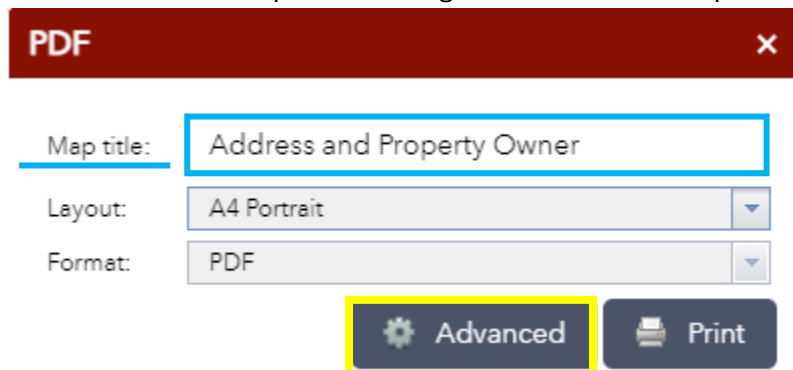 PDF ×
Map title: Address and Property Owner
Layout: A4 Portrait
Format: PDF
Advanced Print